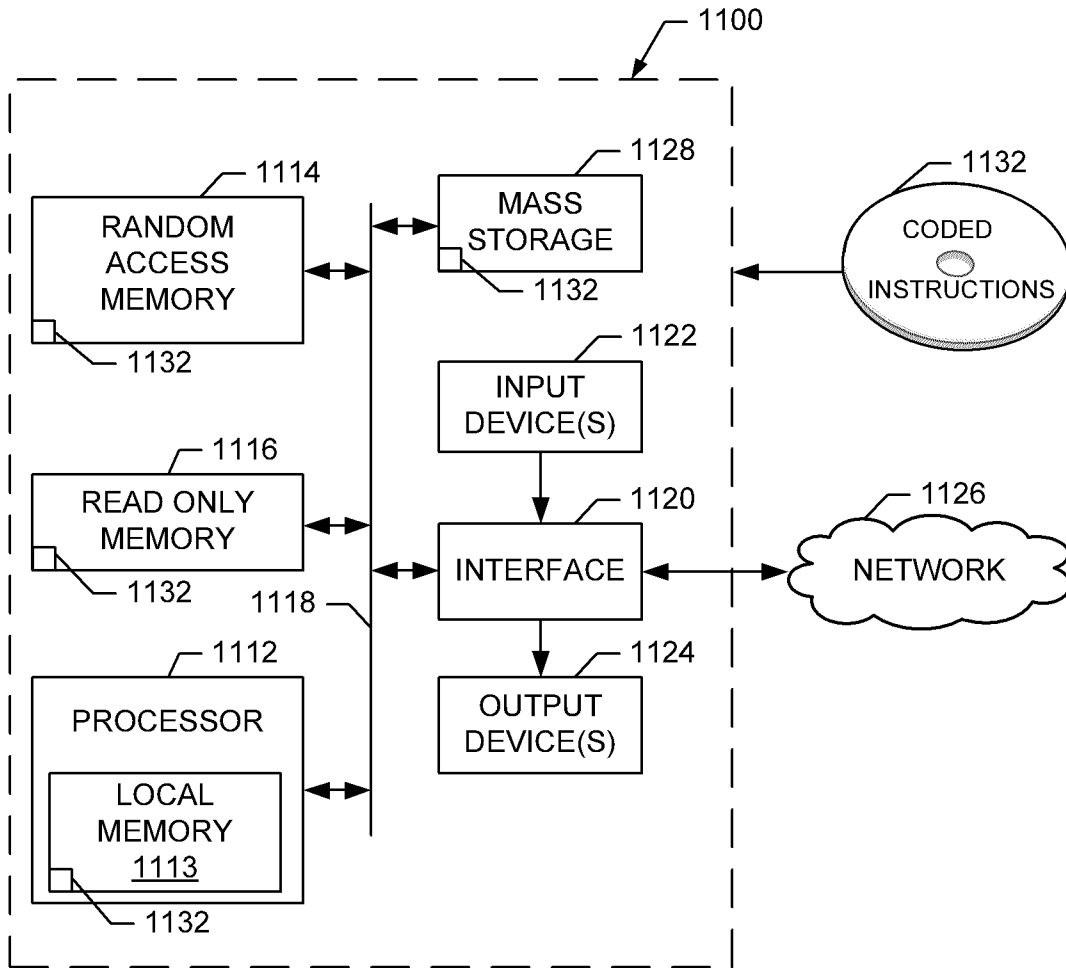 1100
1114
RANDOM
ACCESS
MEMORY
1132
1128
MASS
STORAGE
1132
1132
CODED
INSTRUCTIONS
1122
INPUT
DEVICE(S)
1116
READ ONLY
MEMORY
1132
1120
INTERFACE
1126
NETWORK
1118
1112
PROCESSOR
LOCAL
MEMORY
1113
1132
1124
OUTPUT
DEVICE(S)